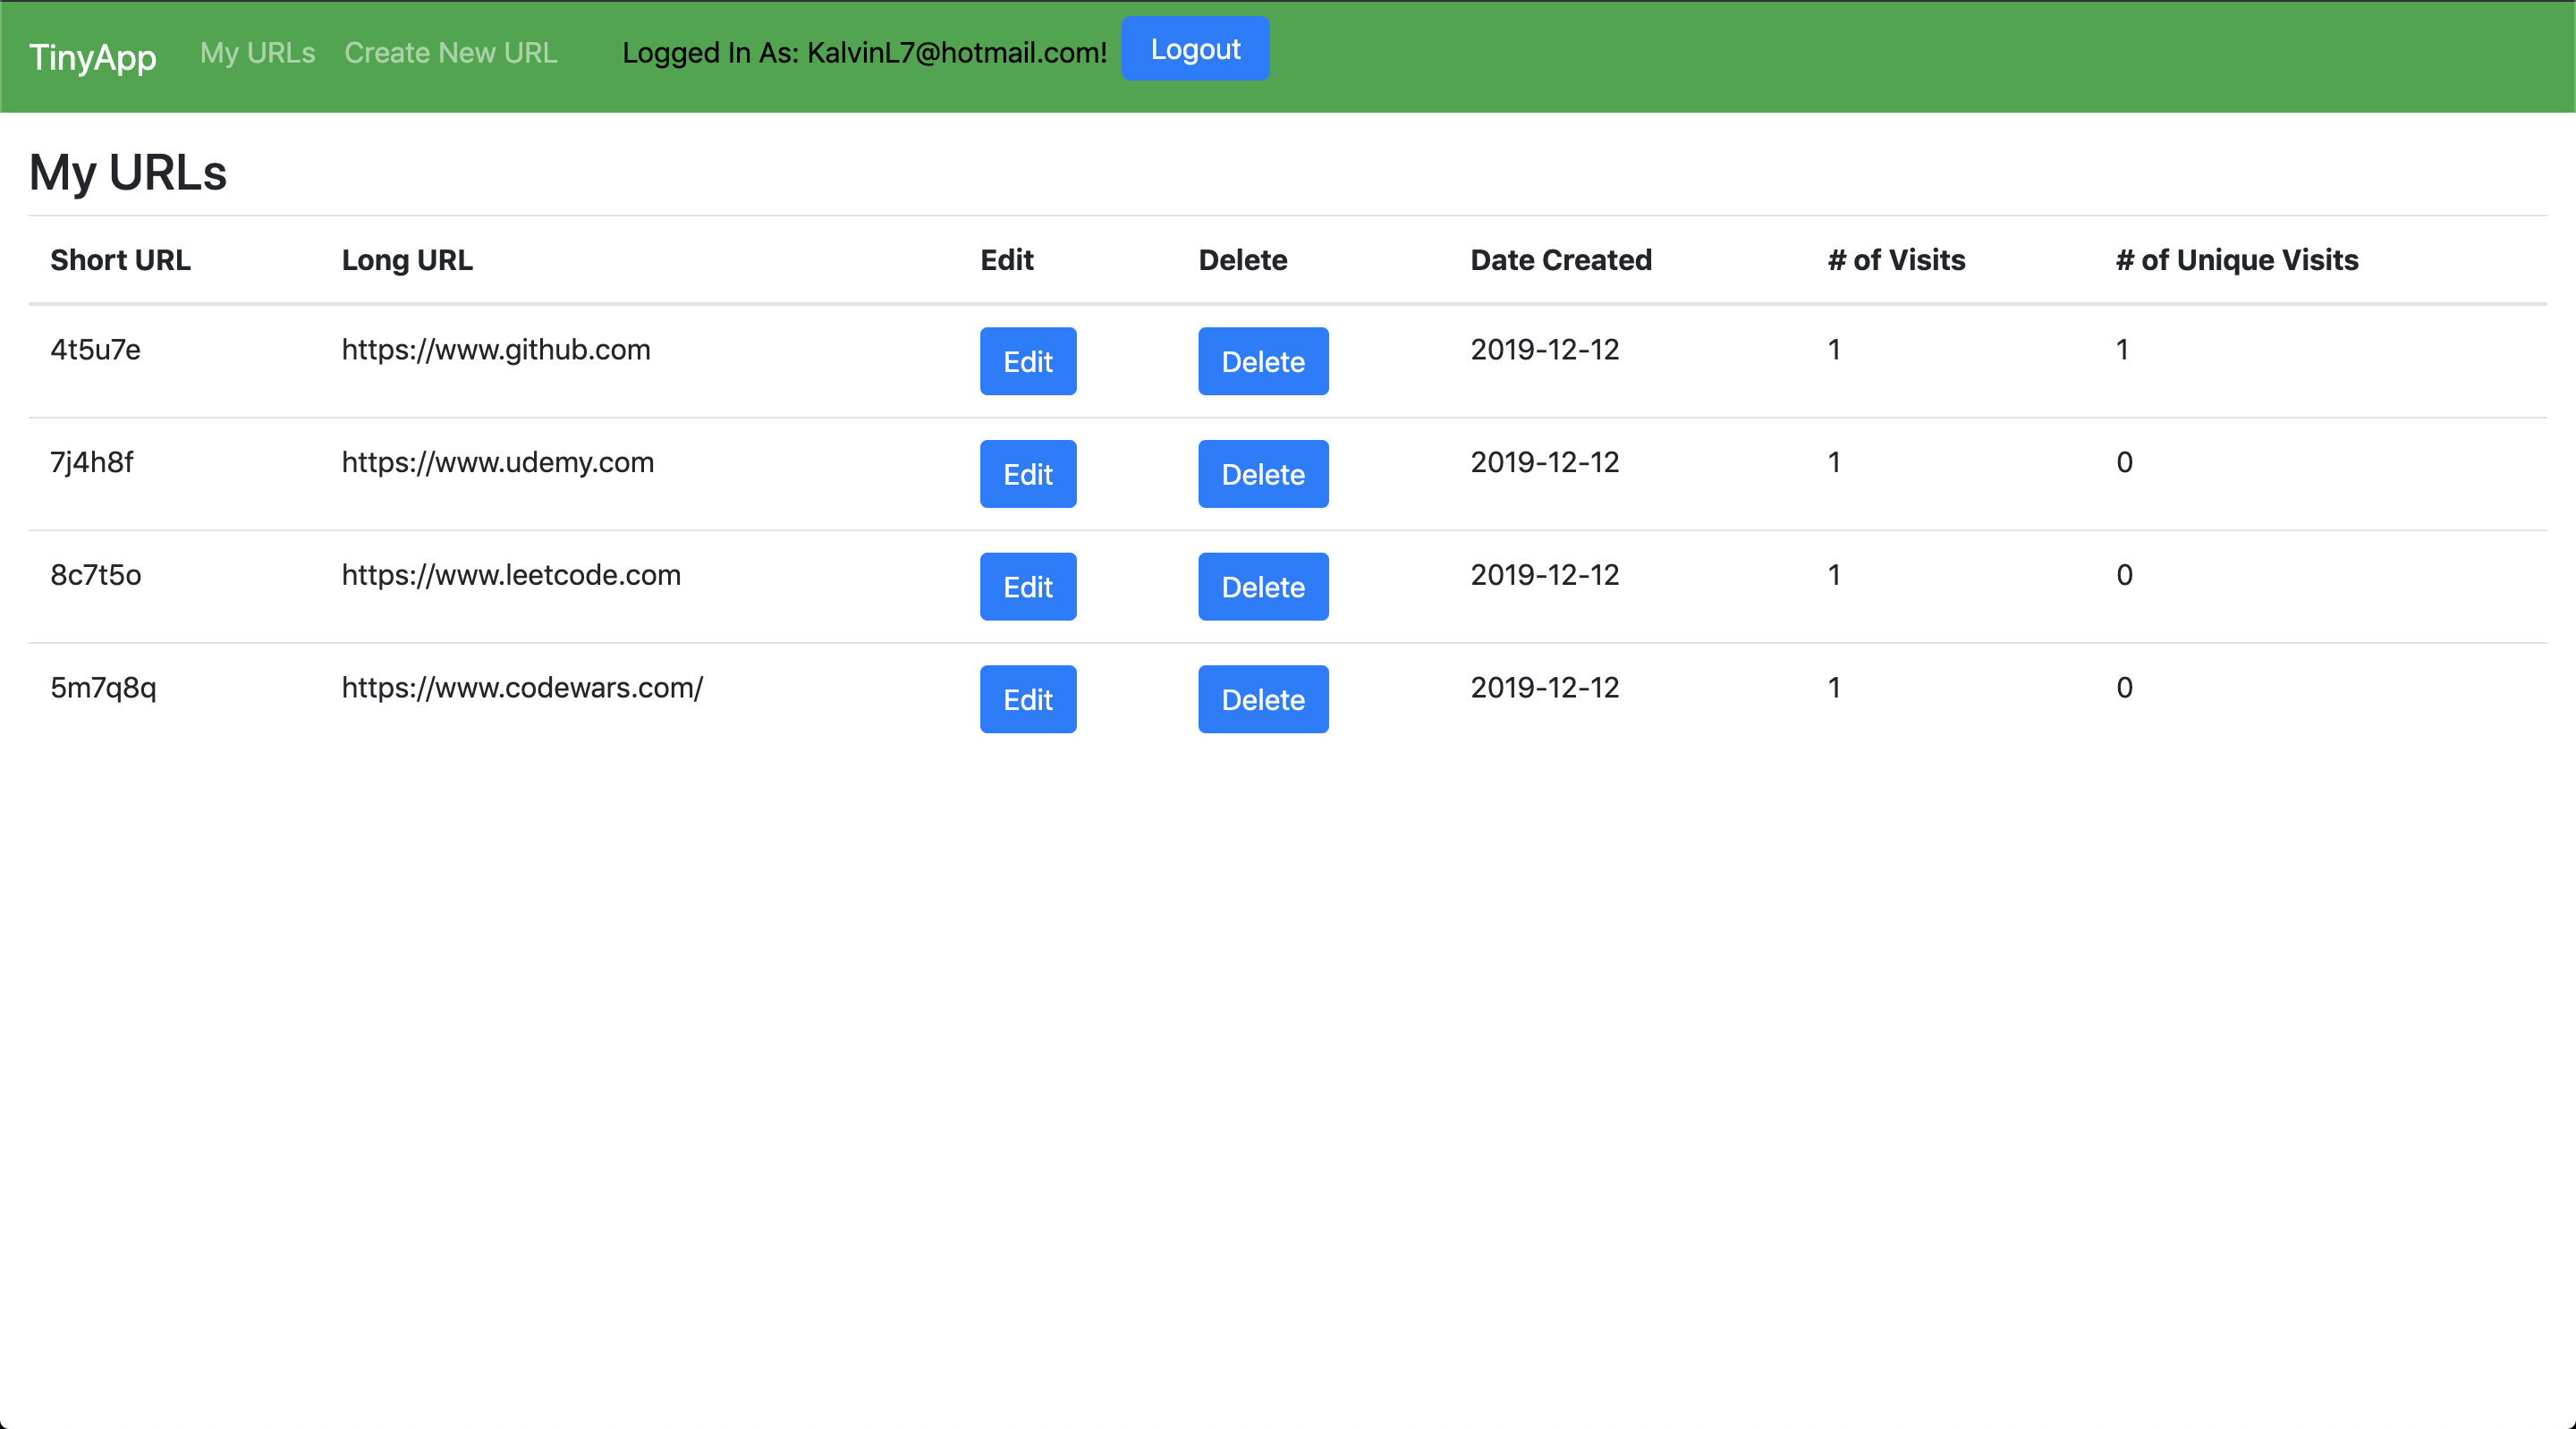 TinyApp My URLs Create New URL Logged In As: KalvinL7@hotmail.com! Logout
My URLs
Short URL Long URL Edit Delete Date Created # of Visits # of Unique Visits
4t5u7e https://www.github.com Edit Delete 2019-12-12 1 1
7j4h8f https://www.udemy.com Edit Delete 2019-12-12 1 0
8c7t5o https://www.leetcode.com Edit Delete 2019-12-12 1 0
5m7q8q https://www.codewars.com/ Edit Delete 2019-12-12 1 0